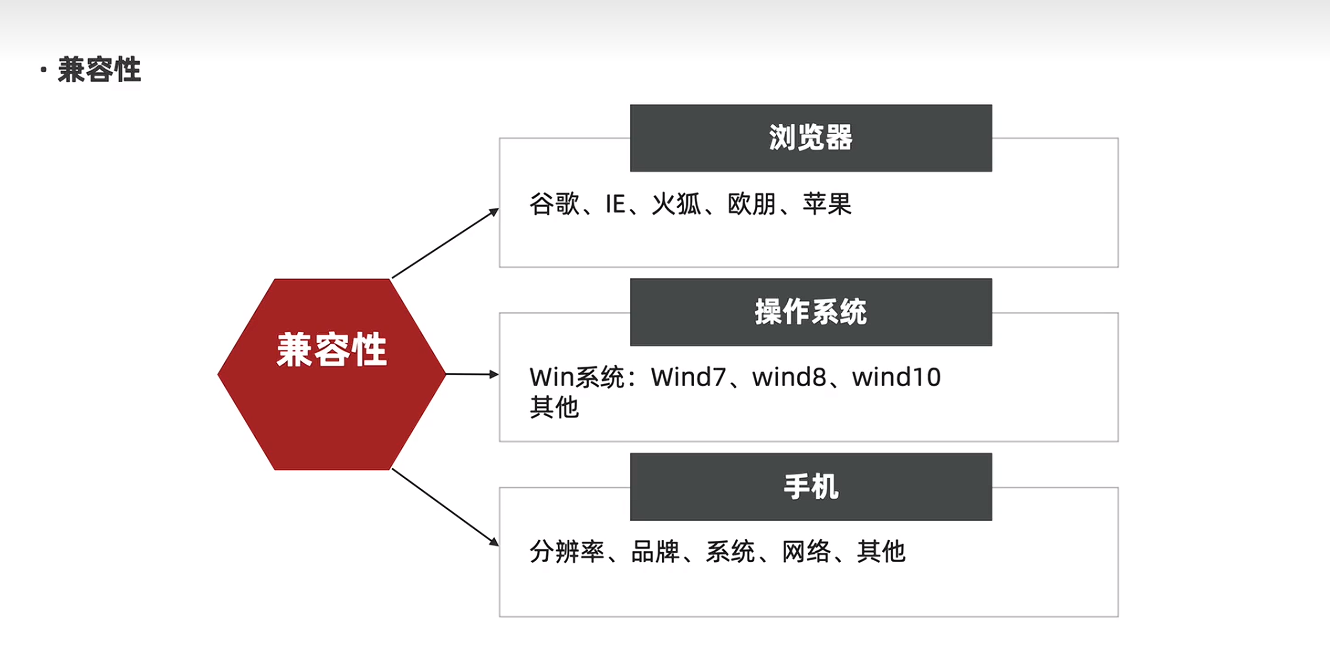 · 兼容性
浏览器
谷歌、IE、火狐、欧朋、苹果
兼容性
操作系统
Win系统：Wind7、wind8、wind10
其他
手机
分辨率、品牌、系统、网络、其他